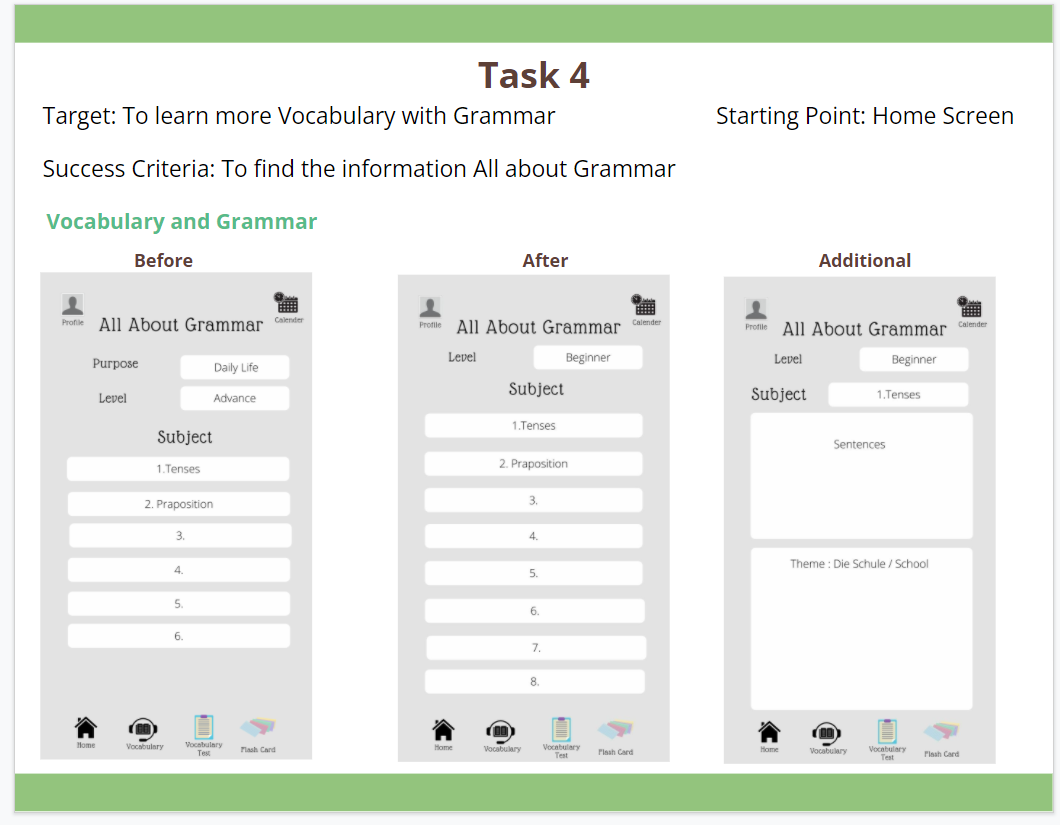 Task 4
Target: To learn more Vocabulary with Grammar
Starting Point: Home Screen
Success Criteria: To find the information All about Grammar
Vocabulary and Grammar
Before
Profile
Calender
All About Grammar
Purpose
Daily Life
Level
Advance
Subject
1.Tenses
2. Praposition
3.
4.
5.
6.
Home
Vocabulary
Vocabulary
Test
Flash Card
After
Profile
Calender
All About Grammar
Level
Beginner
Subject
1.Tenses
2. Praposition
3.
4.
5.
6.
7.
8.
Home
Vocabulary
Vocabulary
Test
Flash Card
Additional
Profile
Calender
All About Grammar
Level
Beginner
Subject
1.Tenses
Sentences
Theme : Die Schule / School
Home
Vocabulary
Vocabulary
Test
Flash Card